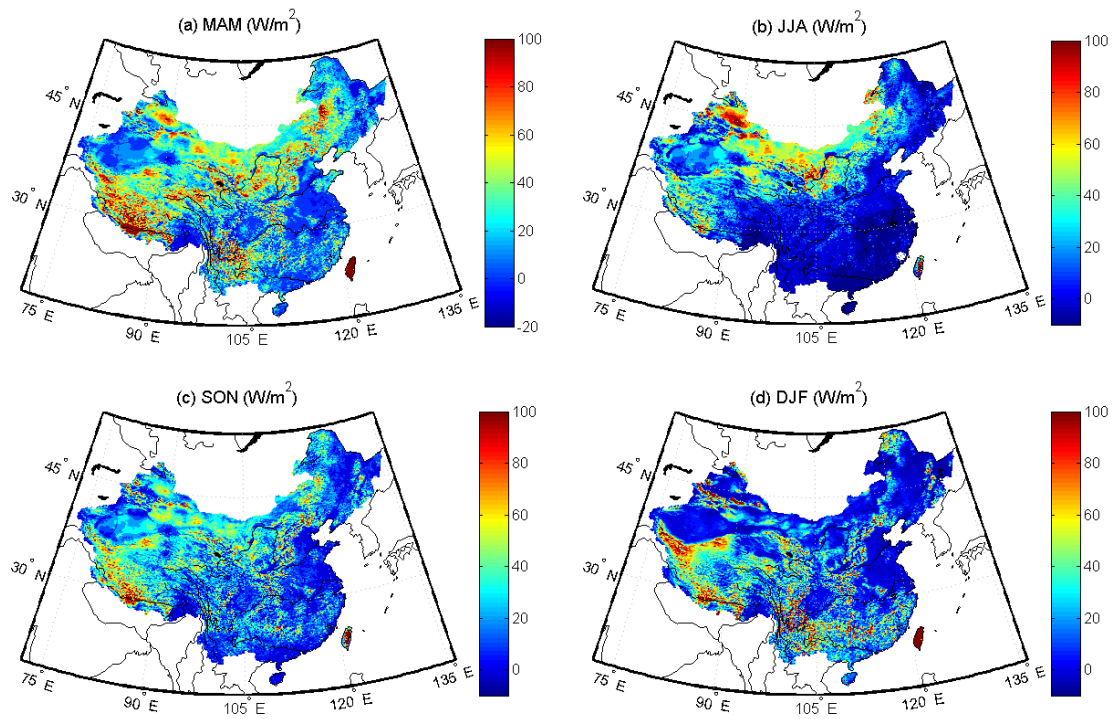 (a) MAM (W/m²)
100
80
60
40
20
0
-20
45° N
30° N
75° E
90° E
105° E
120° E
135° E
(b) JJA (W/m²)
100
80
60
40
20
0
45° N
30° N
75° E
90° E
105° E
120° E
135° E
(c) SON (W/m²)
100
80
60
40
20
0
45° N
30° N
75° E
90° E
105° E
120° E
135° E
(d) DJF (W/m²)
100
80
60
40
20
0
45° N
30° N
75° E
90° E
105° E
120° E
135° E